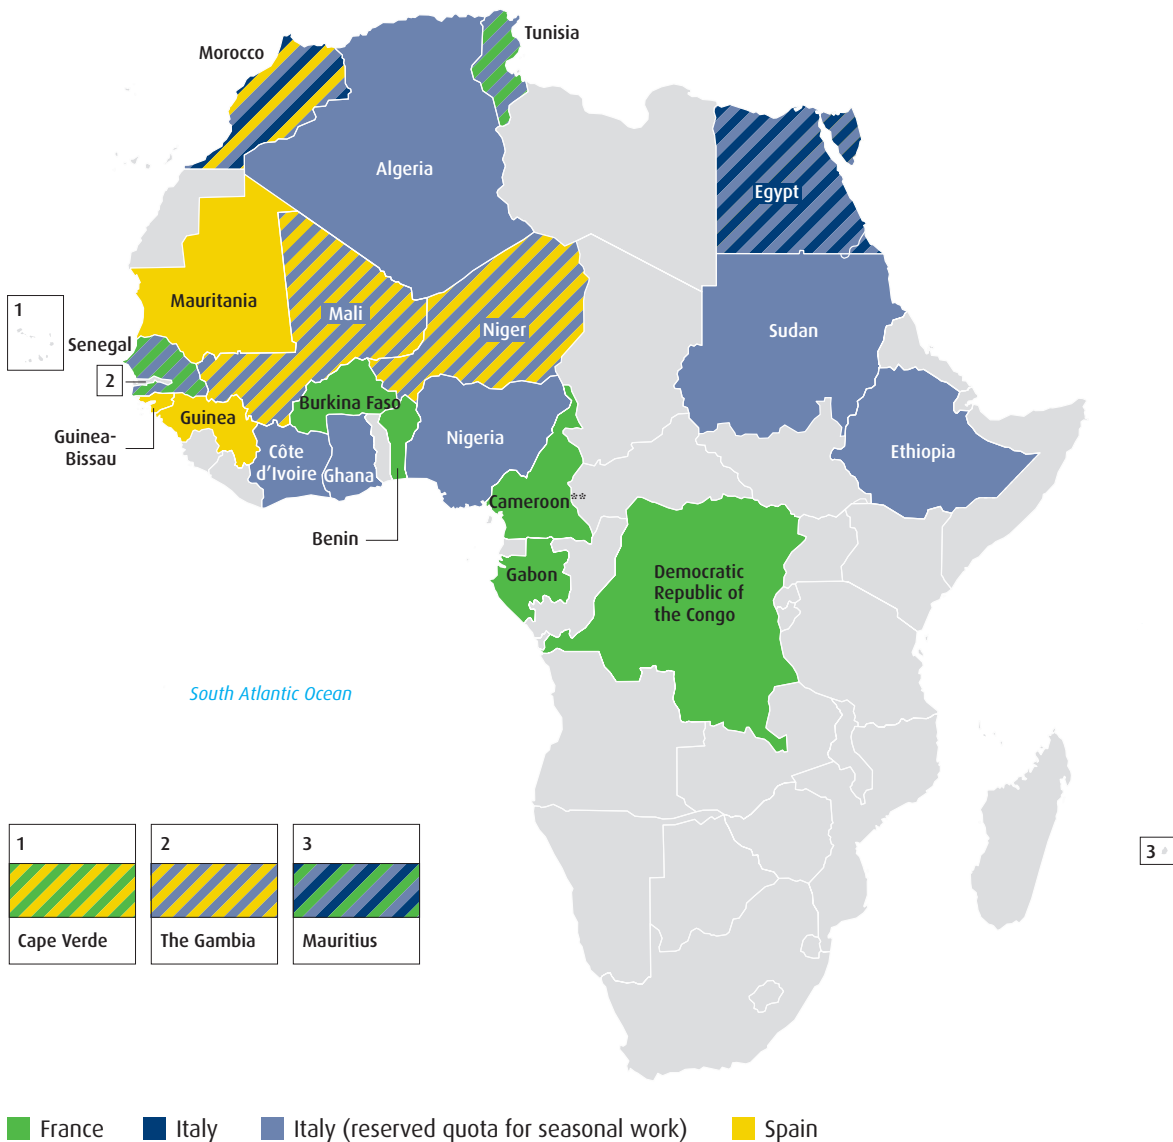 Tunisia
Morocco
Algeria
Egypt
Mauritania
1
Mali
Niger
Sudan
Senegal
2
Burkina Faso
Guinea
Guinea-
Bissau
Nigeria
Côte
d'Ivoire
Ghana
Ethiopia
Cameroon**
Benin
Gabon
Democratic
Republic of
the Congo
South Atlantic Ocean
1
2
3
3
Cape Verde
The Gambia
Mauritius
France
Italy
Italy (reserved quota for seasonal work)
Spain